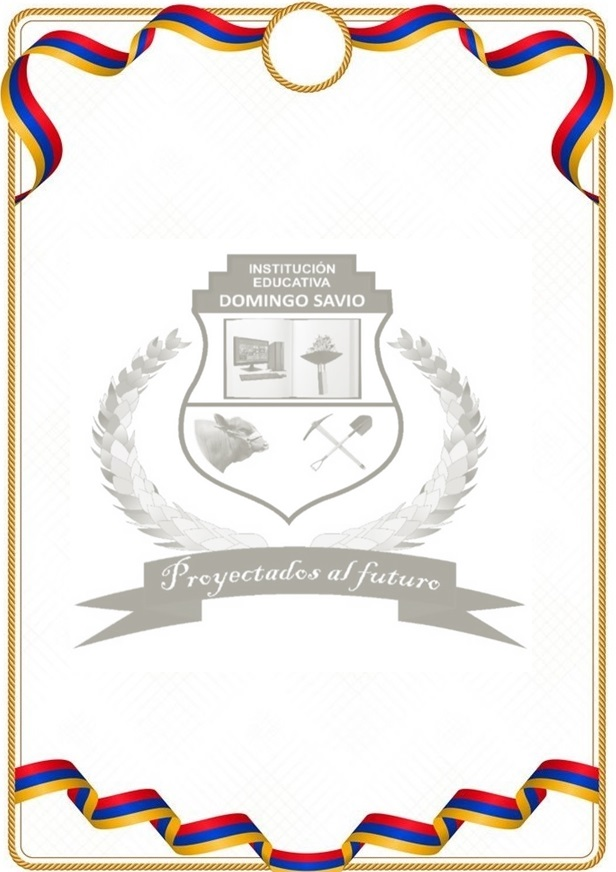 INSTITUCIÓN
EDUCATIVA
DOMINGO SAVIO
Proyectados al futuro